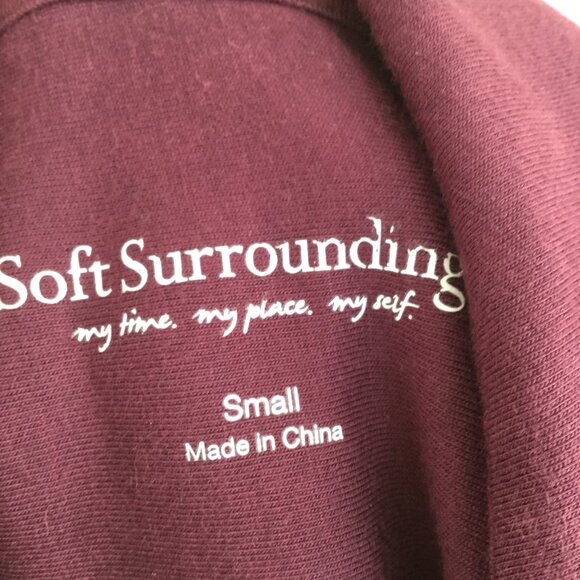 Soft Surrounding
my time. my place. my self.
Small
Made in China